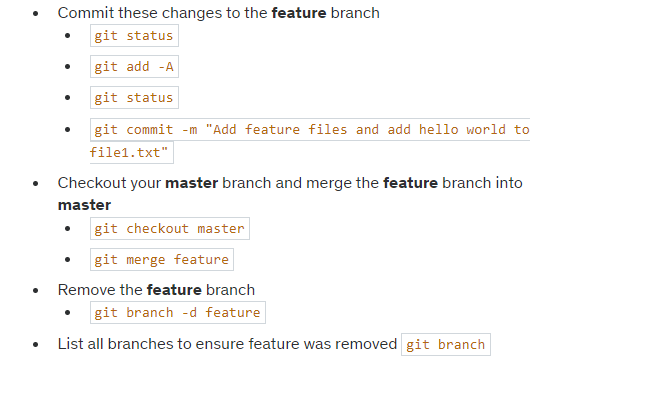 Commit these changes to the feature branch
git status
git add -A
git status
git commit -m "Add feature files and add hello world to
file1.txt"
Checkout your master branch and merge the feature branch into
master
git checkout master
git merge feature
Remove the feature branch
git branch -d feature
List all branches to ensure feature was removed git branch